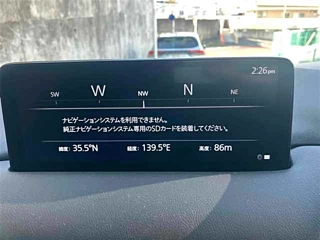 2:26pm
SW W NW N NE
ナビゲーションシステムを利用できません。
純正ナビゲーションシステム専用のSDカードを装着してください。
緯度: 35.5°N 経度: 139.5°E 高度: 86m